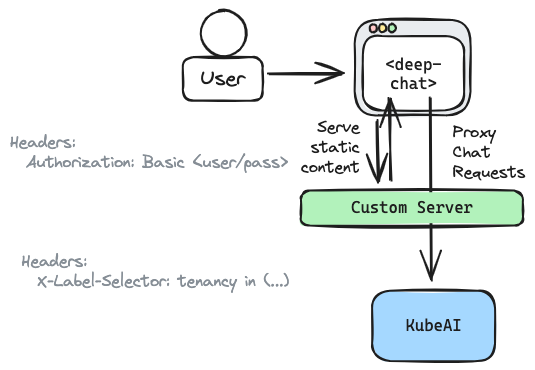 User
<deep-
chat>
Serve
static
content
Proxy
Chat
Requests
Headers:
Authorization: Basic <user/pass>
Custom Server
Headers:
X-Label-Selector: tenancy in (...)
KubeAI